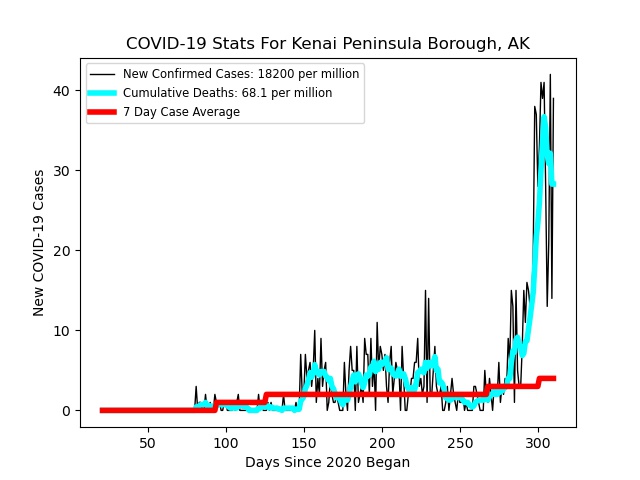 COVID-19 Stats For Kenai Peninsula Borough, AK
New Confirmed Cases: 18200 per million
Cumulative Deaths: 68.1 per million
7 Day Case Average
New COVID-19 Cases
40
30
20
10
0
50 100 150 200 250 300
Days Since 2020 Began